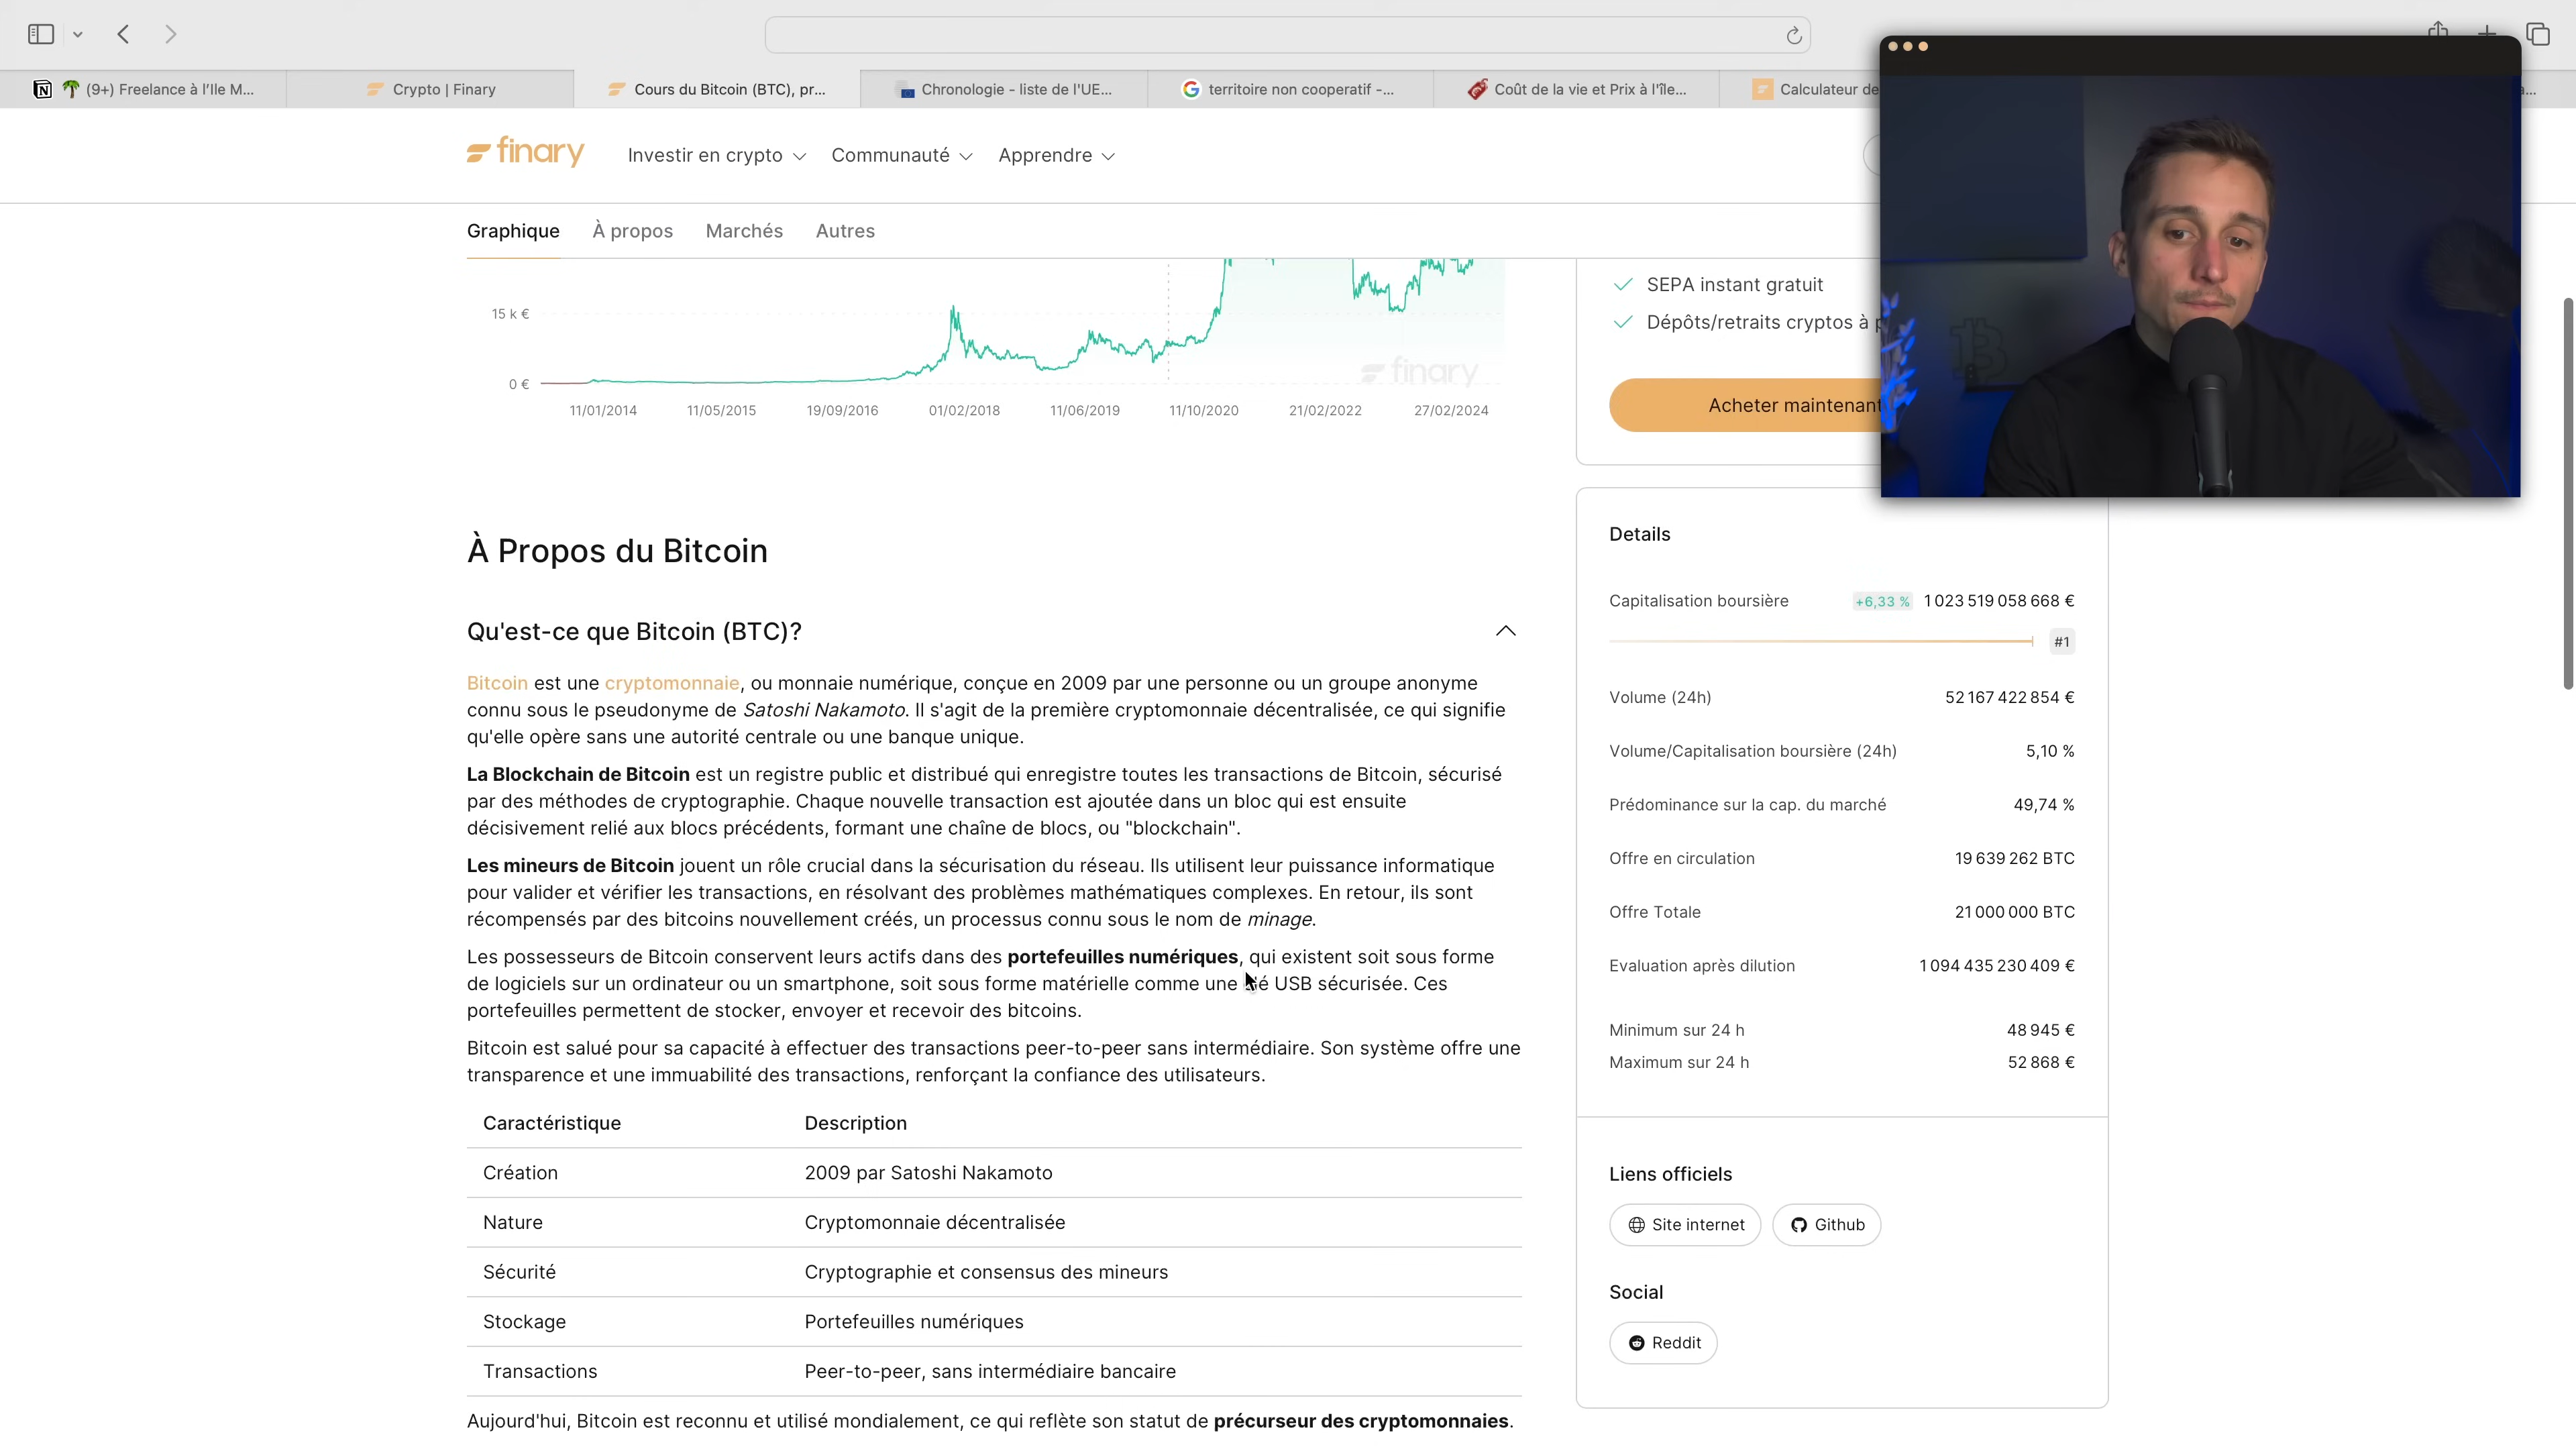 (9+) Freelance à l'Ile M...
Crypto | Finary
Cours du Bitcoin (BTC), pr...
Chronologie - liste de l'UE...
territoire non cooperatif -...
Coût de la vie et Prix à l'île...
Calculateur de
a...
finary
Investir en crypto
Communauté
Apprendre
Graphique
À propos
Marchés
Autres
15 k €
0 €
finary
11/01/2014
11/05/2015
19/09/2016
01/02/2018
11/06/2019
11/10/2020
21/02/2022
27/02/2024
SEPA instant gratuit
Dépôts/retraits cryptos à
Acheter maintenant
À Propos du Bitcoin
Qu'est-ce que Bitcoin (BTC)?
Bitcoin est une cryptomonnaie, ou monnaie numérique, conçue en 2009 par une personne ou un groupe anonyme
connu sous le pseudonyme de Satoshi Nakamoto. Il s'agit de la première cryptomonnaie décentralisée, ce qui signifie
qu'elle opère sans une autorité centrale ou une banque unique.
La Blockchain de Bitcoin est un registre public et distribué qui enregistre toutes les transactions de Bitcoin, sécurisé
par des méthodes de cryptographie. Chaque nouvelle transaction est ajoutée dans un bloc qui est ensuite
décisivement relié aux blocs précédents, formant une chaîne de blocs, ou "blockchain".
Les mineurs de Bitcoin jouent un rôle crucial dans la sécurisation du réseau. Ils utilisent leur puissance informatique
pour valider et vérifier les transactions, en résolvant des problèmes mathématiques complexes. En retour, ils sont
récompensés par des bitcoins nouvellement créés, un processus connu sous le nom de minage.
Les possesseurs de Bitcoin conservent leurs actifs dans des portefeuilles numériques, qui existent soit sous forme
de logiciels sur un ordinateur ou un smartphone, soit sous forme matérielle comme une clé USB sécurisée. Ces
portefeuilles permettent de stocker, envoyer et recevoir des bitcoins.
Bitcoin est salué pour sa capacité à effectuer des transactions peer-to-peer sans intermédiaire. Son système offre une
transparence et une immuabilité des transactions, renforçant la confiance des utilisateurs.
Caractéristique Description
Création 2009 par Satoshi Nakamoto
Nature Cryptomonnaie décentralisée
Sécurité Cryptographie et consensus des mineurs
Stockage Portefeuilles numériques
Transactions Peer-to-peer, sans intermédiaire bancaire
Aujourd'hui, Bitcoin est reconnu et utilisé mondialement, ce qui reflète son statut de précurseur des cryptomonnaies.
Details
Capitalisation boursière +6,33 % 1 023 519 058 668 €
#1
Volume (24h) 52 167 422 854 €
Volume/Capitalisation boursière (24h) 5,10 %
Prédominance sur la cap. du marché 49,74 %
Offre en circulation 19 639 262 BTC
Offre Totale 21 000 000 BTC
Evaluation après dilution 1 094 435 230 409 €
Minimum sur 24 h 48 945 €
Maximum sur 24 h 52 868 €
Liens officiels
Site internet
Github
Social
Reddit